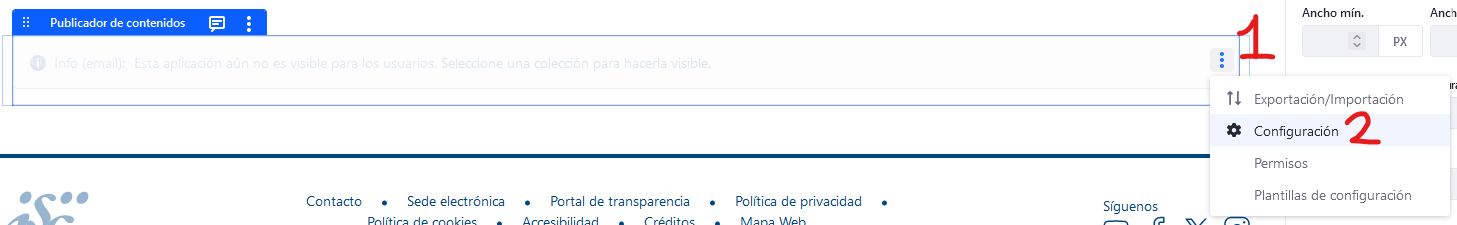 Publicador de contenidos
Info (email): Esta aplicación aún no es visible para los usuarios. Seleccione una colección para hacerla visible.
1
Ancho mín.
Anch
PX
Exportación/Importación
Configuración 2
Permisos
Plantillas de configuración
Contacto • Sede electrónica • Portal de transparencia • Política de privacidad •
Política de cookies • Accesibilidad • Créditos • Mapa Web
Síguenos